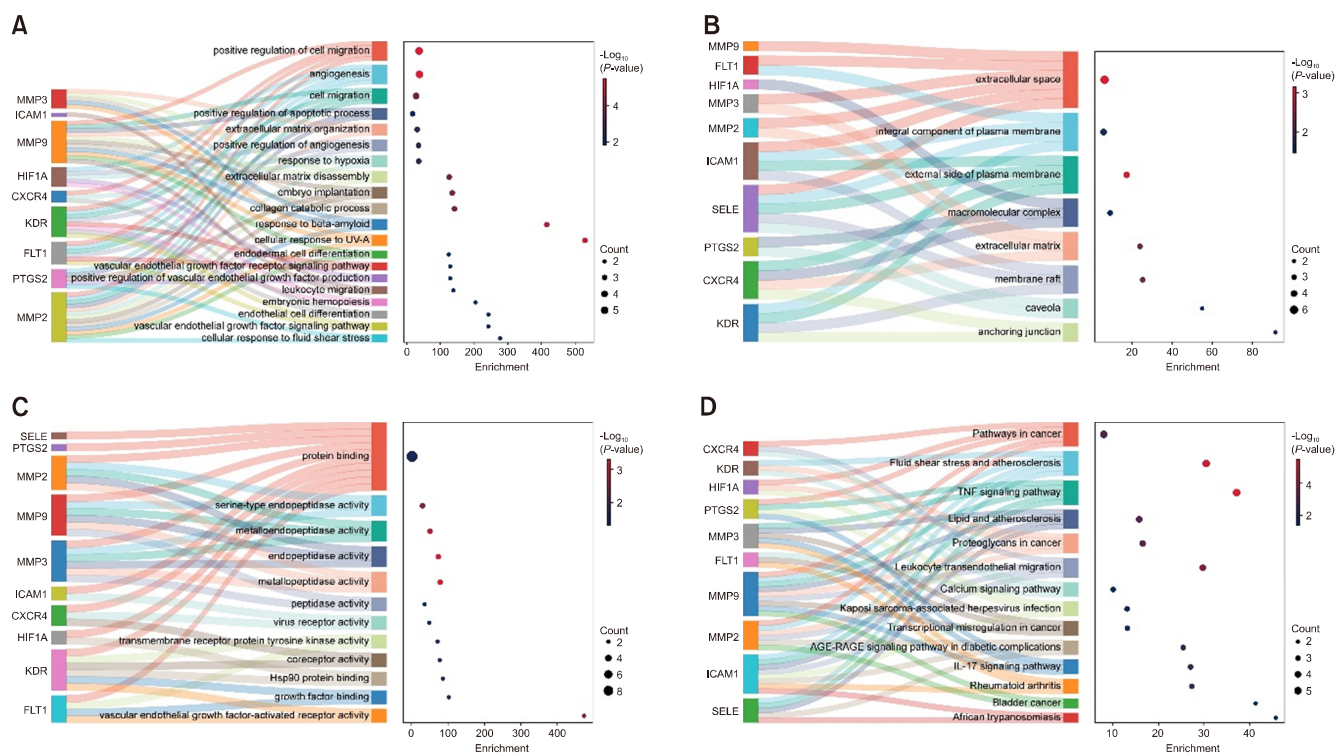 A
MMP3
ICAM1
MMP9
HIF1A
CXCR4
KDR
FLT1
PTGS2
MMP2
positive regulation of cell migration
angiogenesis
cell migration
positive regulation of apoptotic process
extracellular matrix organization
positive regulation of angiogenesis
response to hypoxia
extracellular matrix disassembly
embryo implantation
collagen catabolic process
response to beta-amyloid
cellular response to UV-A
endodermal cell differentiation
vascular endothelial growth factor receptor signaling pathway
positive regulation of vascular endothelial growth factor production
leukocyte migration
embryonic hemopoiesis
endothelial cell differentiation
vascular endothelial growth factor signaling pathway
cellular response to fluid shear stress
0 100 200 300 400 500
Enrichment
-Log10
(P-value)
4
2
Count
2
3
4
5
B
MMP9
FLT1
HIF1A
MMP3
MMP2
ICAM1
SELE
PTGS2
CXCR4
KDR
extracellular space
integral component of plasma membrane
external side of plasma membrane
macromolecular complex
extracellular matrix
membrane raft
caveola
anchoring junction
20 40 60 80
Enrichment
-Log10
(P-value)
3
2
Count
2
3
4
6
C
SELE
PTGS2
MMP2
MMP9
MMP3
ICAM1
CXCR4
HIF1A
KDR
FLT1
protein binding
serine-type endopeptidase activity
metalloendopeptidase activity
endopeptidase activity
metallopeptidase activity
peptidase activity
virus receptor activity
transmembrane receptor protein tyrosine kinase activity
coreceptor activity
Hsp90 protein binding
growth factor binding
vascular endothelial growth factor-activated receptor activity
0 100 200 300 400
Enrichment
-Log10
(P-value)
3
2
Count
2
4
6
8
D
CXCR4
KDR
HIF1A
PTGS2
MMP3
FLT1
MMP9
MMP2
ICAM1
SELE
Pathways in cancer
Fluid shear stress and atherosclerosis
TNF signaling pathway
Lipid and atherosclerosis
Proteoglycans in cancer
Leukocyte transendothelial migration
Calcium signaling pathway
Kaposi sarcoma-associated herpesvirus infection
Transcriptional misregulation in cancer
AGE-RAGE signaling pathway in diabetic complications
IL-17 signaling pathway
Rheumatoid arthritis
Bladder cancer
African trypanosomiasis
10 20 30 40
Enrichment
-Log10
(P-value)
4
2
Count
2
3
4
5